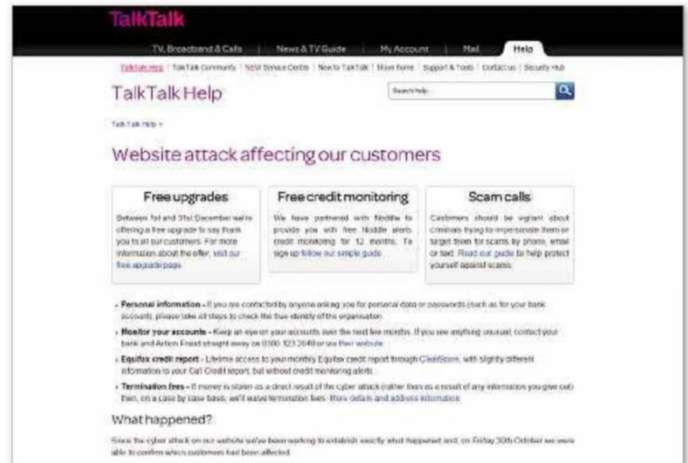 TalkTalk
TV, Broadband & Calls News & TV Guide My Account Mail Help
TalkTalk Help TalkTalk Community New Service Centre New to TalkTalk Move home Support & Tools Contact us Security Hub
TalkTalk Help
Search help
Talk Talk Help »
Website attack affecting our customers
Free upgrades
Between 1st and 31st December we're
offering a free upgrade to say thank
you to all our customers. For more
information about the offer, visit our
free upgrade page.
Free credit monitoring
We have partnered with Noddle to
provide you with free Noddle alerts
credit monitoring for 12 months. To
sign up follow our simple guide.
Scam calls
Customers should be vigilant about
criminals trying to impersonate them or
target them for scams by phone, email
or text. Read our guide to help protect
yourself against scams.
• Personal information - If you are contacted by anyone asking you for personal data or passwords (such as for your bank
account), please take all steps to check the true identity of the organisation
• Monitor your accounts - Keep an eye on your accounts over the next few months. If you see anything unusual, contact your
bank and Action Fraud straight away on 0300 123 2040 or via their website
• Equifax credit report - Lifetime access to your monthly Equifax credit report through ClearScore, with slightly different
information to your Call Credit report, but without credit monitoring alerts
• Termination fees - If money is stolen as a direct result of the cyber attack (rather than as a result of any information you give out)
then, on a case by case basis, we'll waive termination fees. More details and address information
What happened?
Since the cyber attack on our website we've been working to establish exactly what happened and, on Friday 30th October we were
able to confirm which customers had been affected.